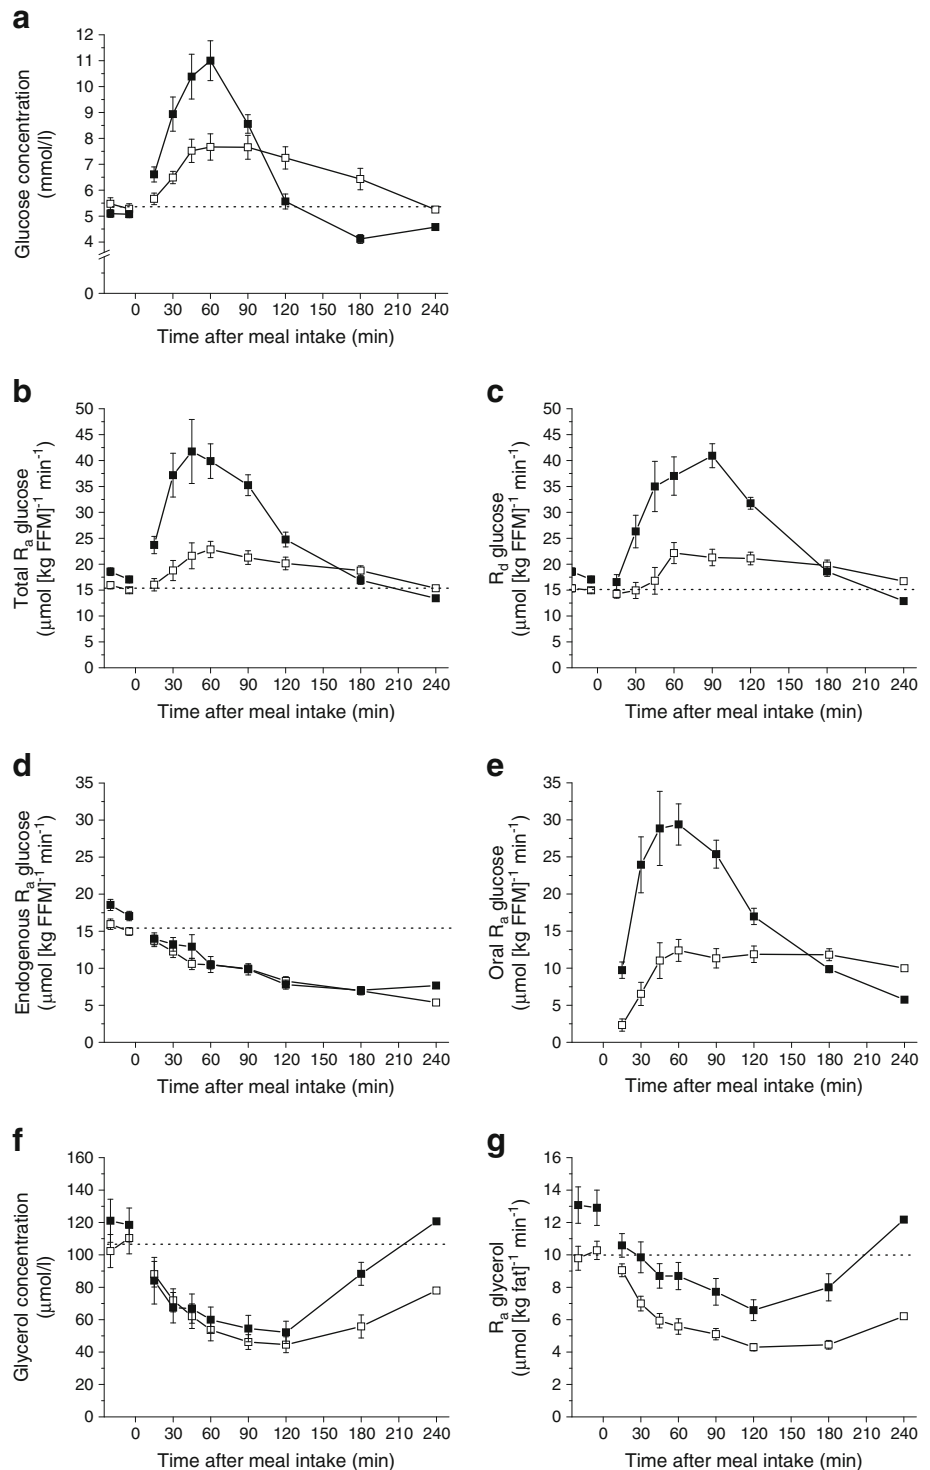 a
12
11
10
9
8
7
6
5
4
0
Glucose concentration
(mmol/l)
0 30 60 90 120 150 180 210 240
Time after meal intake (min)
b
50
45
40
35
30
25
20
15
10
5
0
Total Ra glucose
(μmol [kg FFM]-1 min-1)
0 30 60 90 120 150 180 210 240
Time after meal intake (min)
c
50
45
40
35
30
25
20
15
10
5
0
Rd glucose
(μmol [kg FFM]-1 min-1)
0 30 60 90 120 150 180 210 240
Time after meal intake (min)
d
35
30
25
20
15
10
5
0
Endogenous Ra glucose
(μmol [kg FFM]-1 min-1)
0 30 60 90 120 150 180 210 240
Time after meal intake (min)
e
35
30
25
20
15
10
5
0
Oral Ra glucose
(μmol [kg FFM]-1 min-1)
0 30 60 90 120 150 180 210 240
Time after meal intake (min)
f
160
140
120
100
80
60
40
20
0
Glycerol concentration
(μmol/l)
0 30 60 90 120 150 180 210 240
Time after meal intake (min)
g
16
14
12
10
8
6
4
2
0
Ra glycerol
(μmol [kg fat]-1 min-1)
0 30 60 90 120 150 180 210 240
Time after meal intake (min)